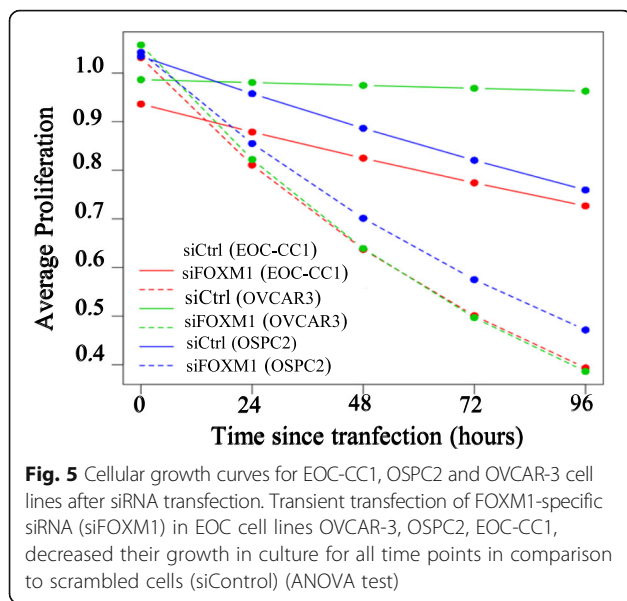 1.0
0.9
0.8
0.7
0.6
0.5
0.4
Average Proliferation
siCtrl (EOC-CC1)
siFOXM1 (EOC-CC1)
siCtrl (OVCAR3)
siFOXM1 (OVCAR3)
siCtrl (OSPC2)
siFOXM1 (OSPC2)
0 24 48 72 96
Time since tranfection (hours)
Fig. 5 Cellular growth curves for EOC-CC1, OSPC2 and OVCAR-3 cell
lines after siRNA transfection. Transient transfection of FOXM1-specific
siRNA (siFOXM1) in EOC cell lines OVCAR-3, OSPC2, EOC-CC1,
decreased their growth in culture for all time points in comparison
to scrambled cells (siControl) (ANOVA test)